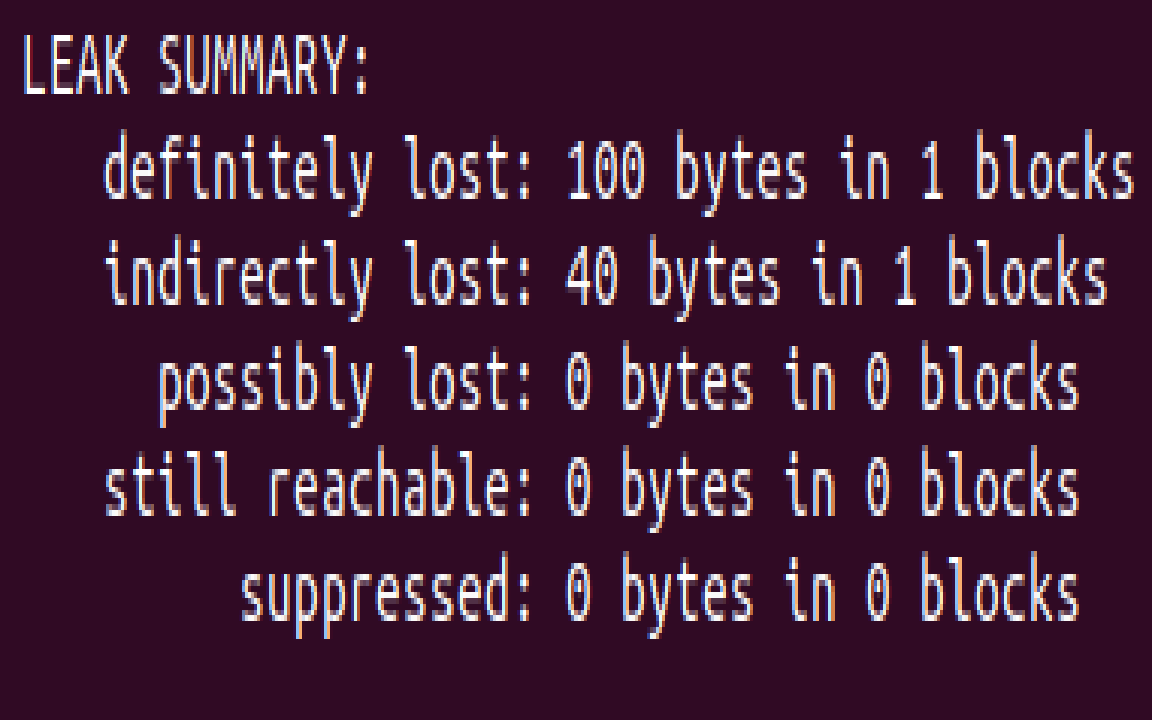 LEAK SUMMARY:
definitely lost: 100 bytes in 1 blocks
indirectly lost: 40 bytes in 1 blocks
possibly lost: 0 bytes in 0 blocks
still reachable: 0 bytes in 0 blocks
suppressed: 0 bytes in 0 blocks